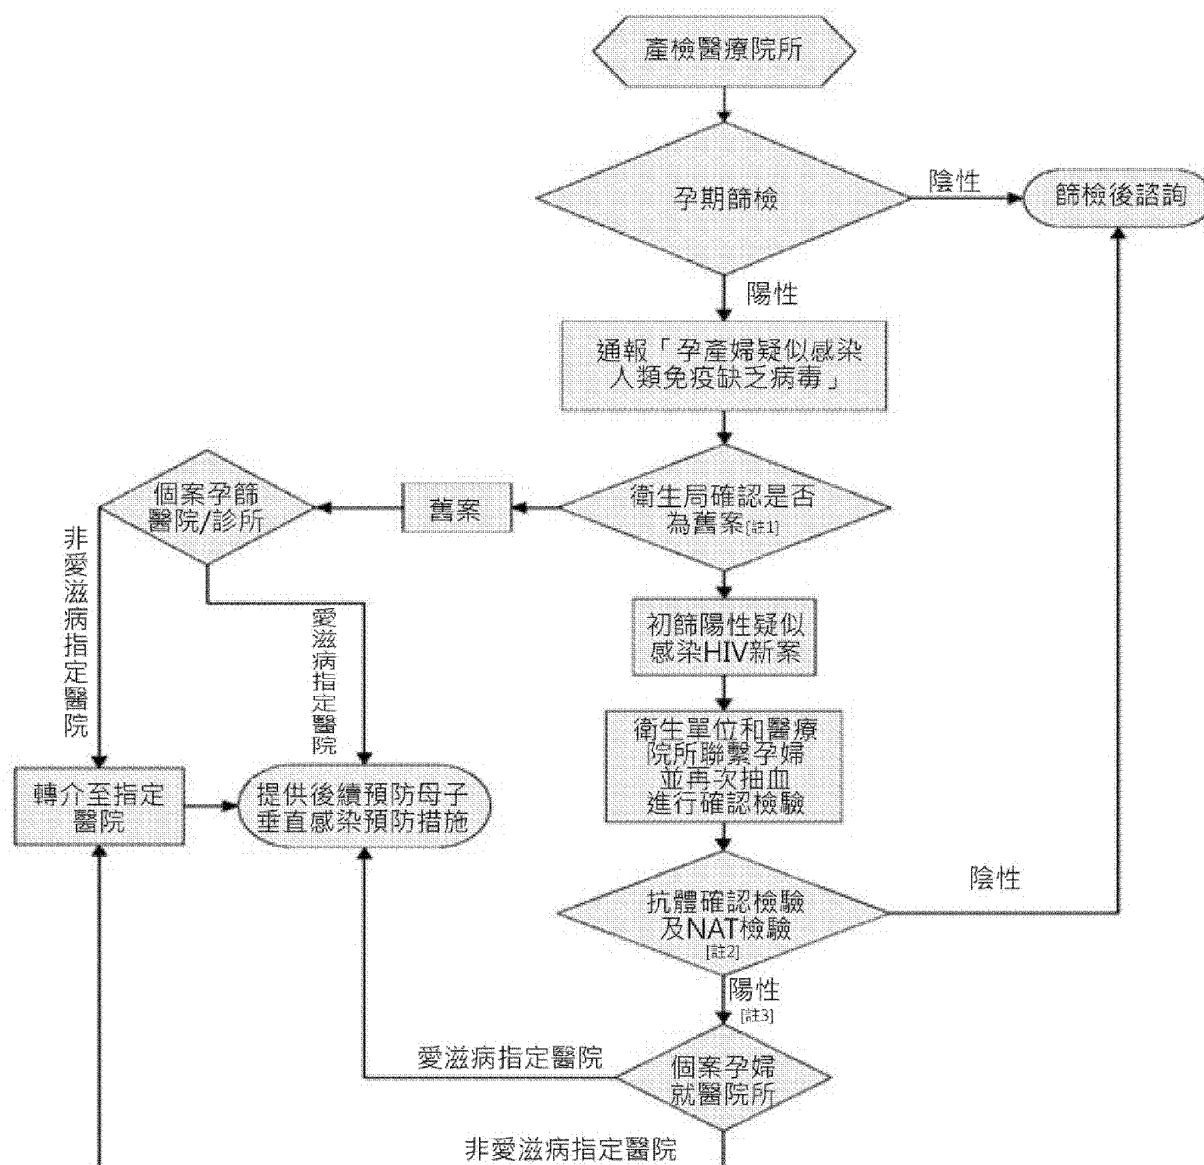 產檢醫療院所
孕期篩檢
陰性
篩檢後諮詢
陽性
通報「孕產婦疑似感染
人類免疫缺乏病毒」
衛生局確認是否
為舊案[註1]
舊案
個案孕篩
醫院/診所
非愛滋病指定醫院
愛滋病指定醫院
初篩陽性疑似
感染HIV新案
衛生單位和醫療
院所聯繫孕婦
並再次抽血
進行確認檢驗
轉介至指定
醫院
提供後續預防母子
垂直感染預防措施
抗體確認檢驗
及NAT檢驗
[註2]
陰性
陽性
[註3]
個案孕婦
就醫院所
愛滋病指定醫院
非愛滋病指定醫院